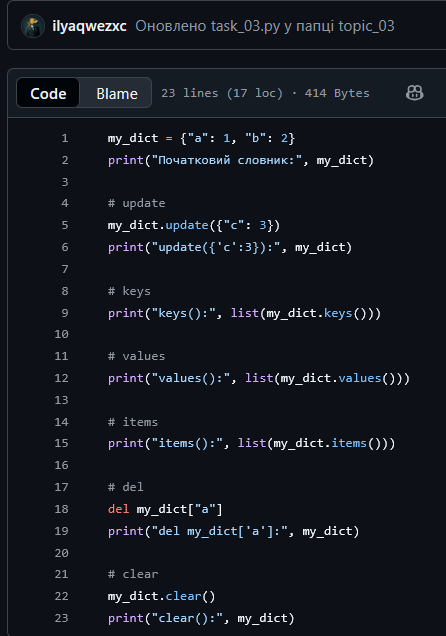 ilyaqwezxc Оновлено task_03.py у папці topic_03
Code Blame 23 lines (17 loc) · 414 Bytes
1 my_dict = {"a": 1, "b": 2}
2 print("Початковий словник:", my_dict)
3
4 # update
5 my_dict.update({"c": 3})
6 print("update({'c':3}):", my_dict)
7
8 # keys
9 print("keys():", list(my_dict.keys()))
10
11 # values
12 print("values():", list(my_dict.values()))
13
14 # items
15 print("items():", list(my_dict.items()))
16
17 # del
18 del my_dict["a"]
19 print("del my_dict['a']:", my_dict)
20
21 # clear
22 my_dict.clear()
23 print("clear():", my_dict)